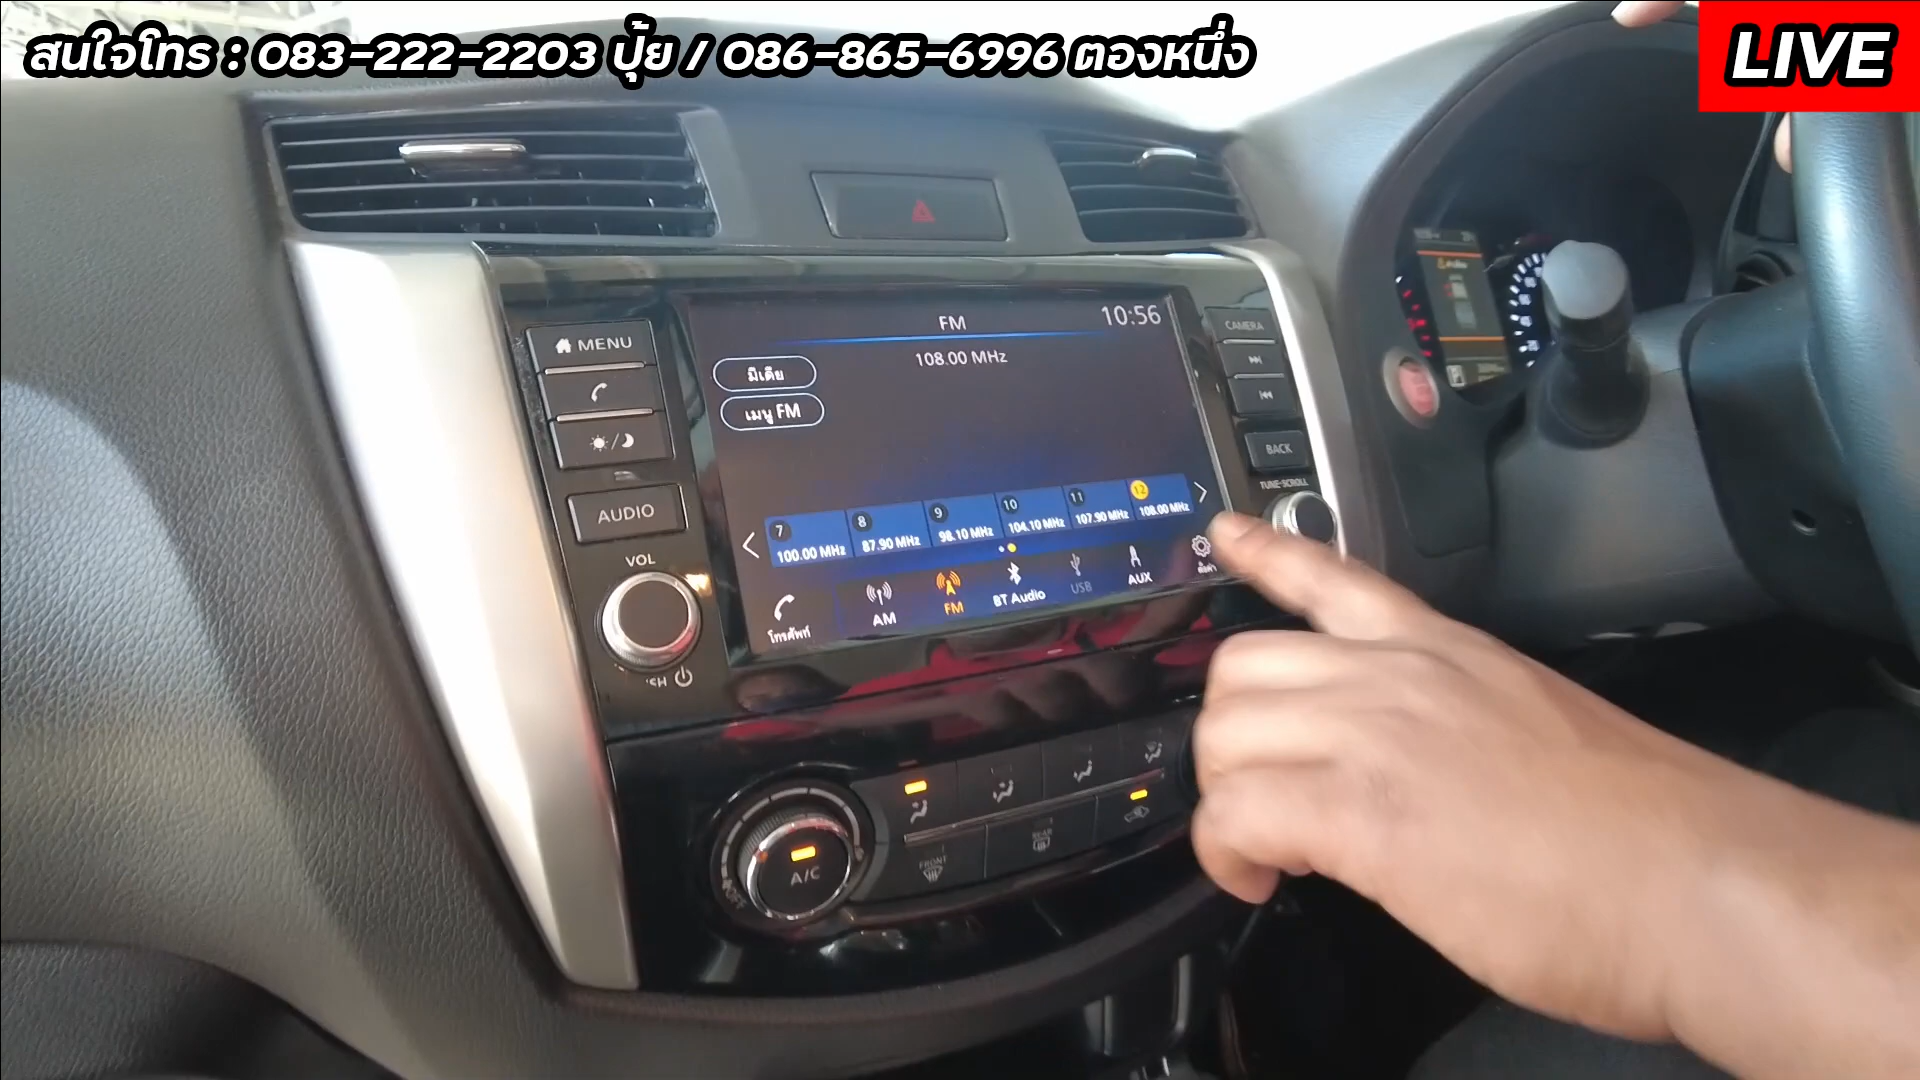 สนใจโทร : 083-222-2203 ปุ้ย / 086-865-6996 ตองหนึ่ง
LIVE
MENU
AUDIO
VOL
FM
10:56
108.00 MHz
มีเดีย
เมนู FM
7 100.00 MHz
8 87.90 MHz
9 98.10 MHz
10 104.10 MHz
11 107.90 MHz
12 108.00 MHz
โทรศัพท์
AM
FM
BT Audio
USB
AUX
CAMERA
BACK
TUNE·SCROLL
A/C
OFF
FRONT
REAR